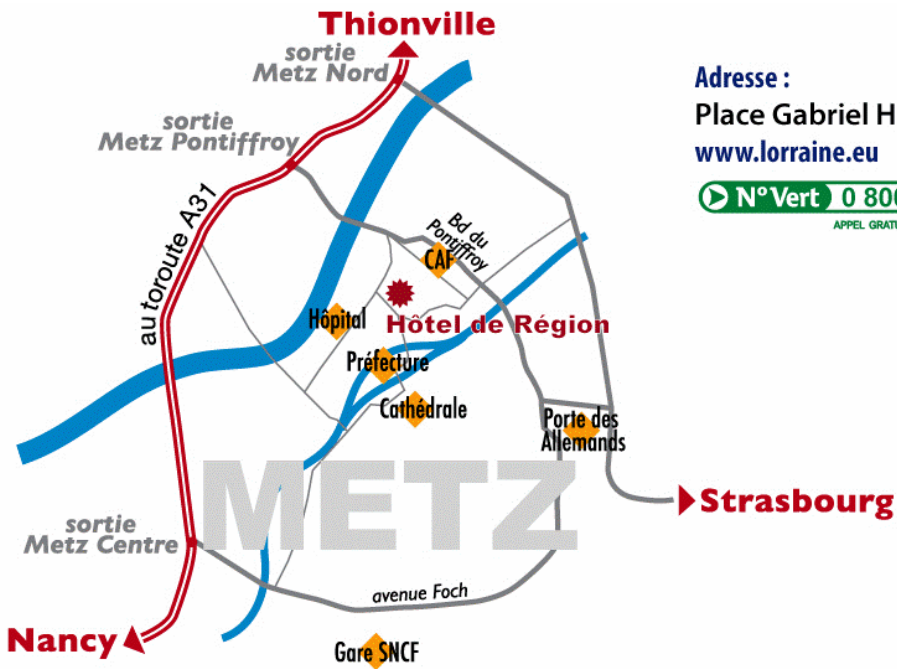 Thionville
sortie
Metz Nord
sortie
Metz Pontiffroy
autoroute A31
Bd du
Pontiffroy
CAF
Hôpital
Hôtel de Région
Préfecture
Cathédrale
Porte des
Allemands
METZ
Strasbourg
sortie
Metz Centre
avenue Foch
Nancy
Gare SNCF
Adresse :
Place Gabriel H
www.lorraine.eu
N° Vert 0 800
APPEL GRATU